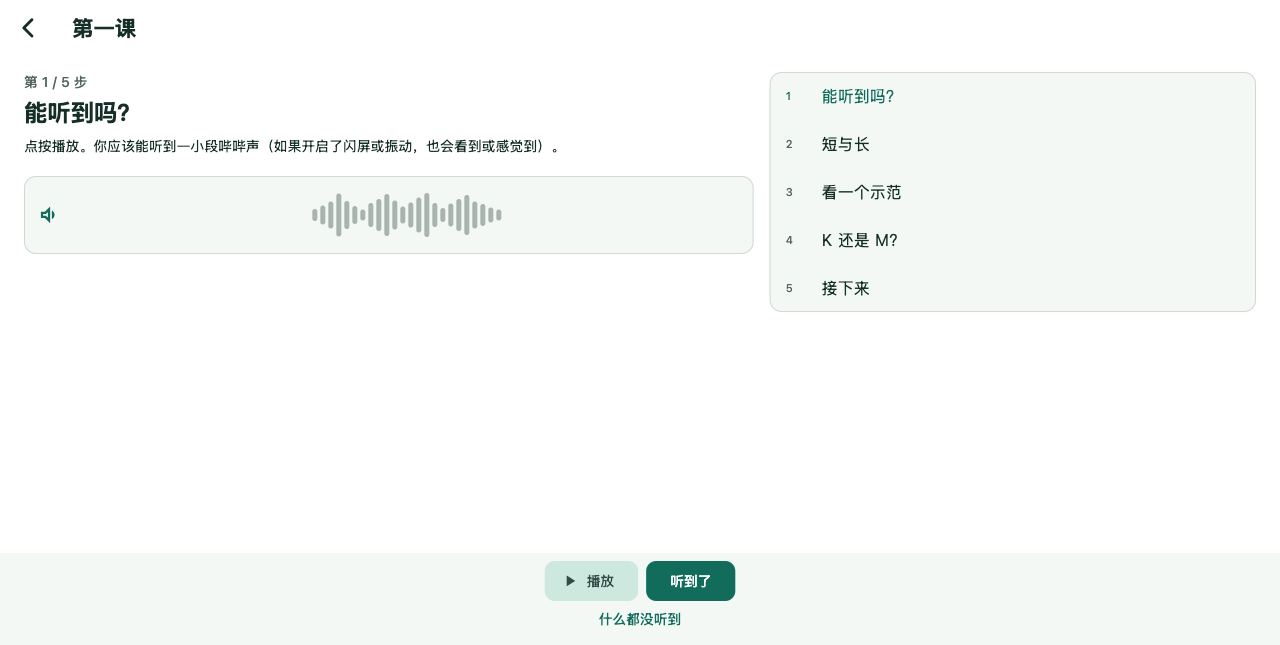 第一课
第 1 / 5 步
能听到吗?
点按播放。你应该能听到一小段哔哔声（如果开启了闪屏或振动，也会看到或感觉到）。
1 能听到吗?
2 短与长
3 看一个示范
4 K 还是 M?
5 接下来
播放
听到了
什么都没听到